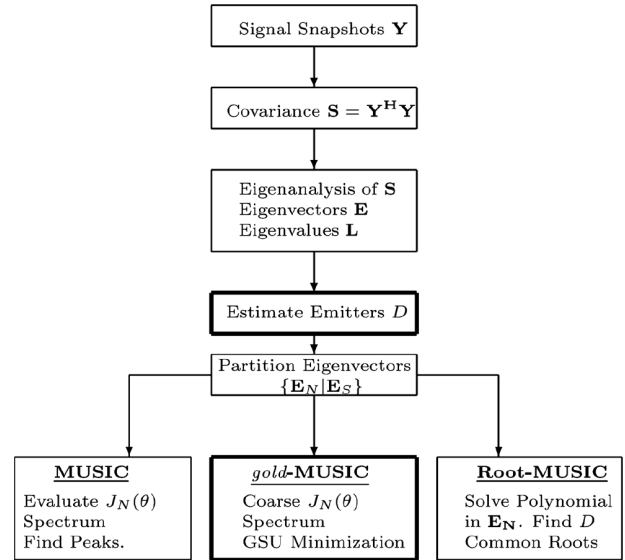 Signal Snapshots Y
Covariance S = Y^H Y
Eigenanalysis of S
Eigenvectors E
Eigenvalues L
Estimate Emitters D
Partition Eigenvectors
{E_N|E_S}
MUSIC
Evaluate J_N(θ)
Spectrum
Find Peaks.
gold-MUSIC
Coarse J_N(θ)
Spectrum
GSU Minimization
Root-MUSIC
Solve Polynomial
in E_N. Find D
Common Roots